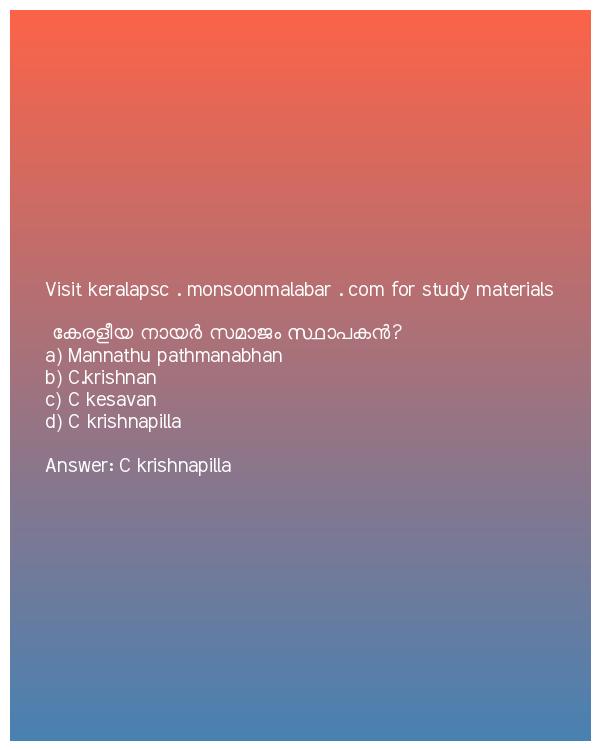 Visit keralapsc . monsoonmalabar . com for study materials
കേരളീയ നായർ സമാജം സ്ഥാപകൻ?
a) Mannathu pathmanabhan
b) C.krishnan
c) C kesavan
d) C krishnapilla
Answer: C krishnapilla